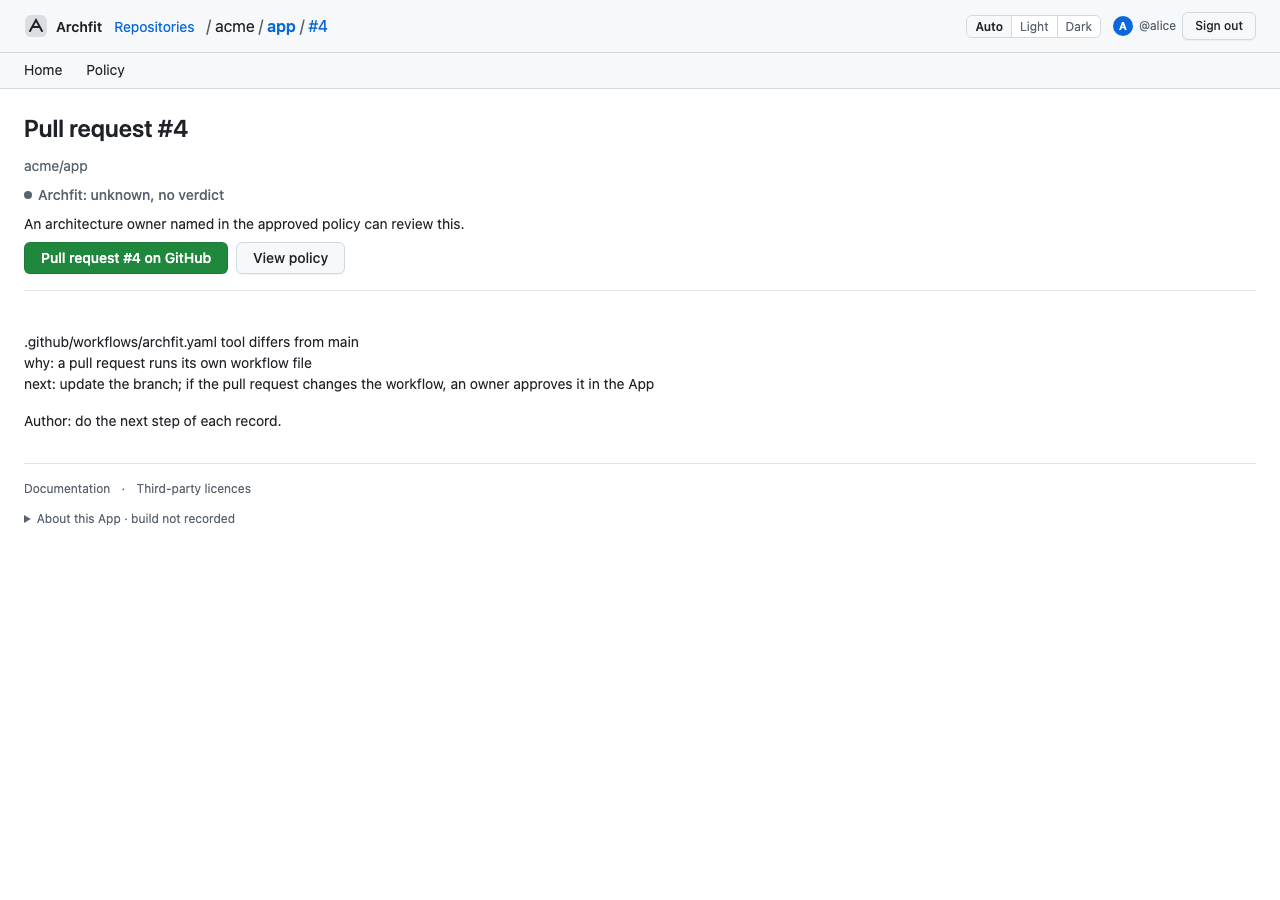 Archfit Repositories / acme / app / #4 Auto Light Dark A @alice Sign out
Home Policy
Pull request #4
acme/app
Archfit: unknown, no verdict
An architecture owner named in the approved policy can review this.
Pull request #4 on GitHub View policy
.github/workflows/archfit.yaml tool differs from main
why: a pull request runs its own workflow file
next: update the branch; if the pull request changes the workflow, an owner approves it in the App
Author: do the next step of each record.
Documentation · Third-party licences
About this App · build not recorded